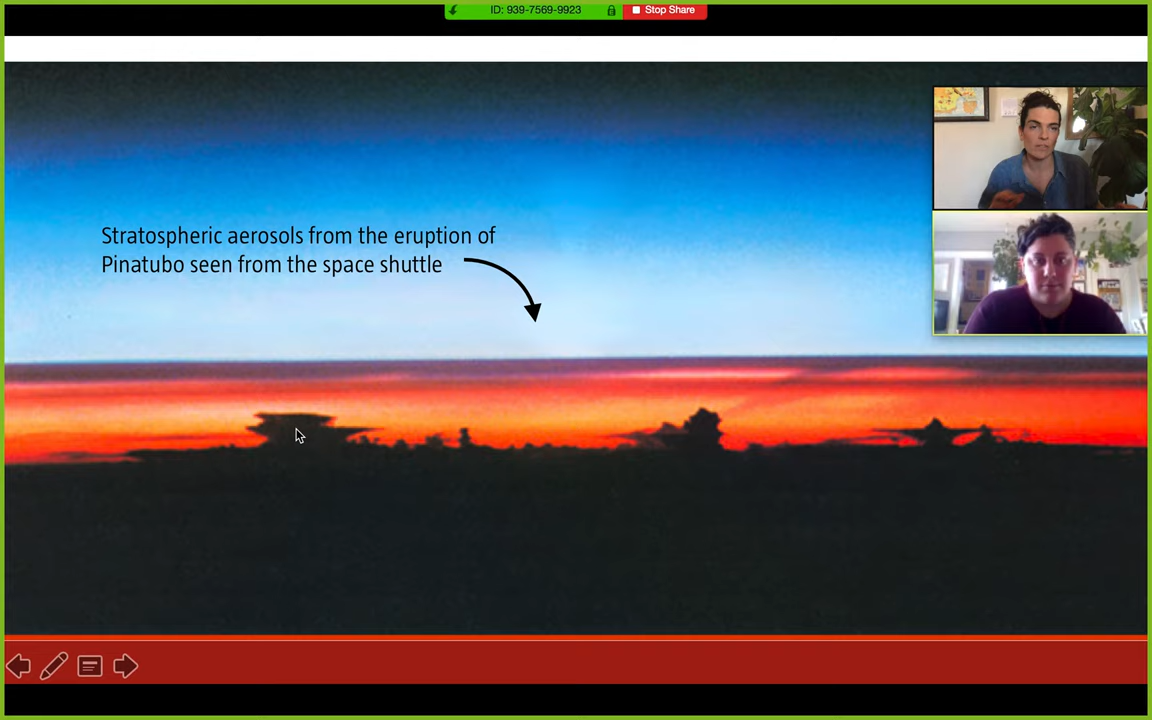 ID: 939-7569-9923
Stop Share
Stratospheric aerosols from the eruption of
Pinatubo seen from the space shuttle